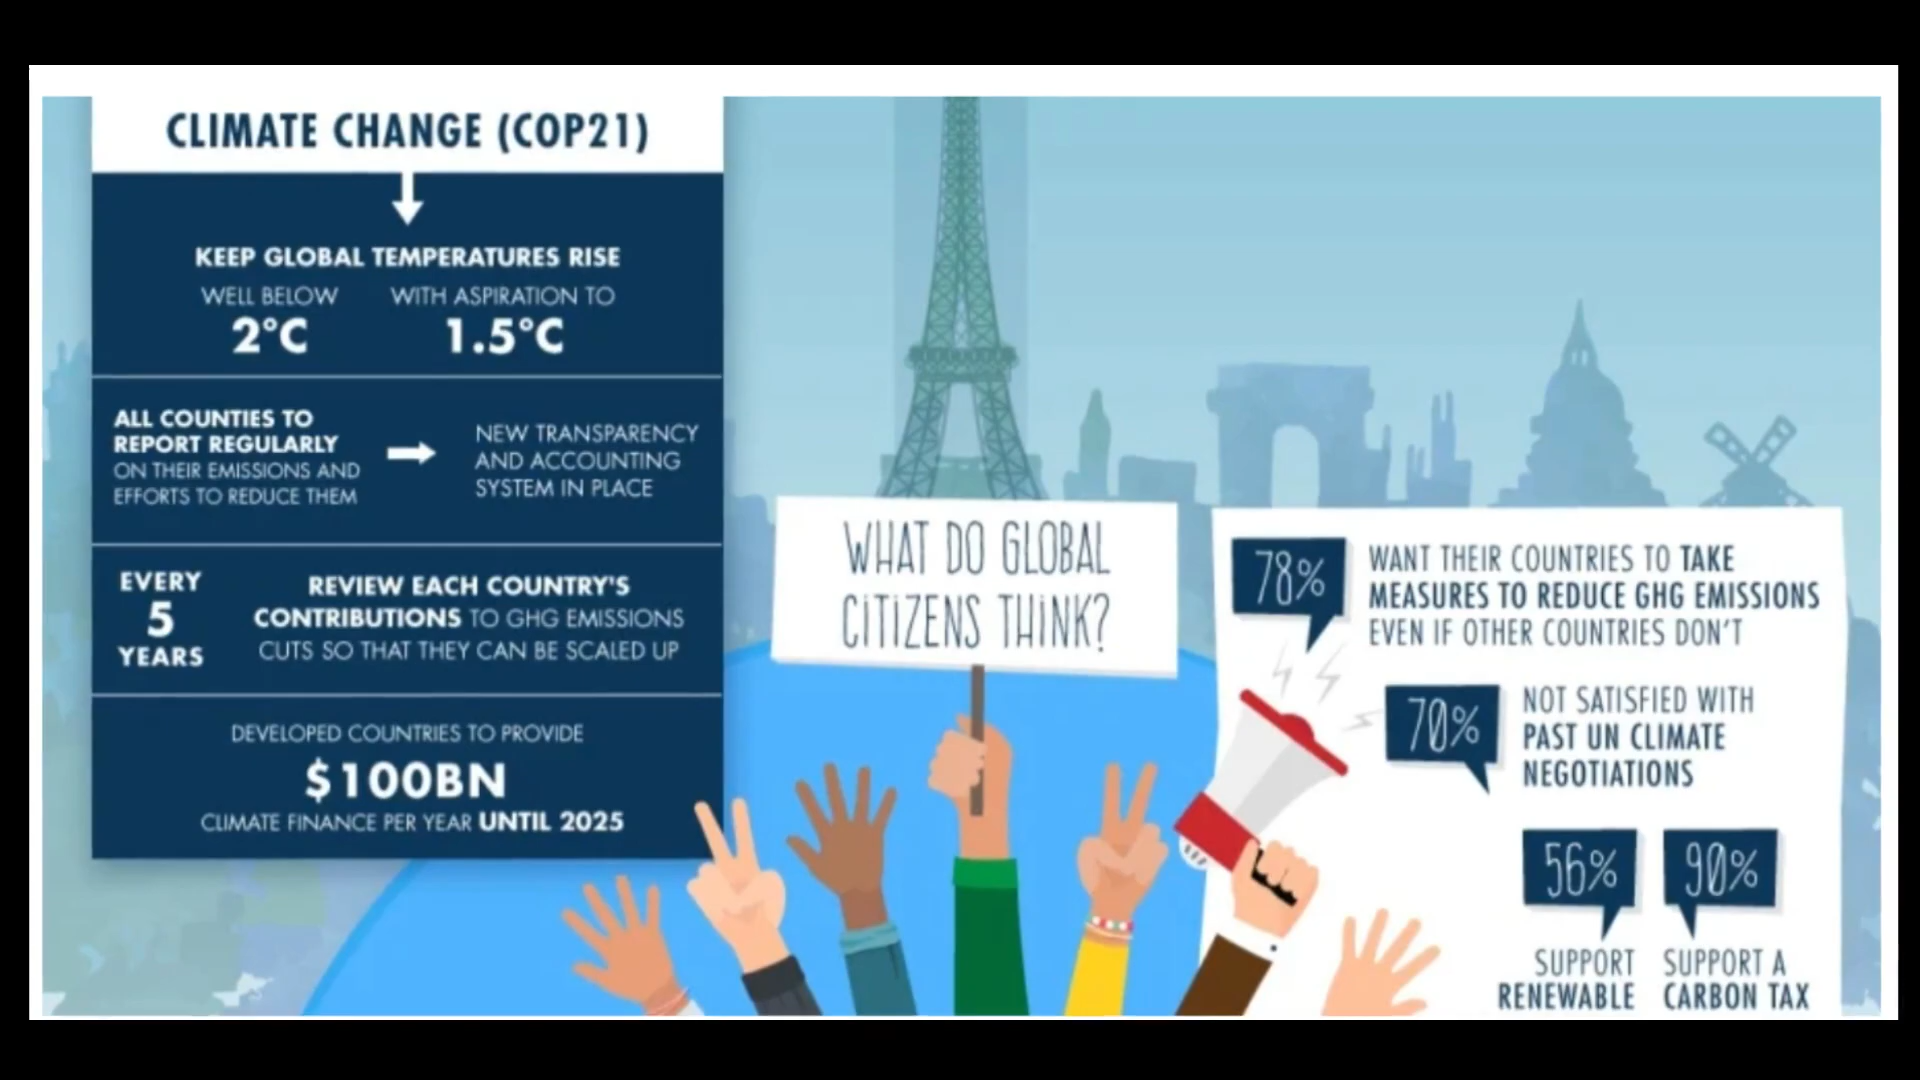 CLIMATE CHANGE (COP21)
KEEP GLOBAL TEMPERATURES RISE
WELL BELOW
2°C
WITH ASPIRATION TO
1.5°C
ALL COUNTIES TO
REPORT REGULARLY
ON THEIR EMISSIONS AND
EFFORTS TO REDUCE THEM
NEW TRANSPARENCY
AND ACCOUNTING
SYSTEM IN PLACE
EVERY
5
YEARS
REVIEW EACH COUNTRY'S
CONTRIBUTIONS TO GHG EMISSIONS
CUTS SO THAT THEY CAN BE SCALED UP
DEVELOPED COUNTRIES TO PROVIDE
$100BN
CLIMATE FINANCE PER YEAR UNTIL 2025
WHAT DO GLOBAL
CITIZENS THINK?
78%
WANT THEIR COUNTRIES TO TAKE
MEASURES TO REDUCE GHG EMISSIONS
EVEN IF OTHER COUNTRIES DON'T
70%
NOT SATISFIED WITH
PAST UN CLIMATE
NEGOTIATIONS
56%
SUPPORT
RENEWABLE
90%
SUPPORT A
CARBON TAX